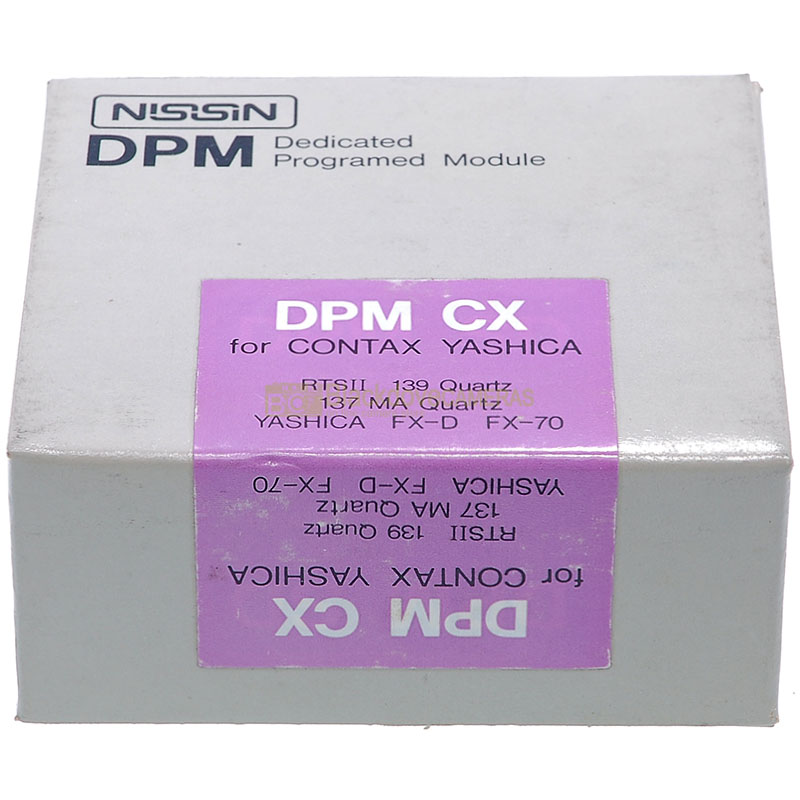 NISSIN
DPM Dedicated
Programed Module
DPM CX
for CONTAX YASHICA
RTSII 139 Quartz
137 MA Quartz
YASHICA FX-D FX-70
YASHICA FX-D FX-70
137 MA Quartz
RTSII 139 Quartz
for CONTAX YASHICA
DPM CX